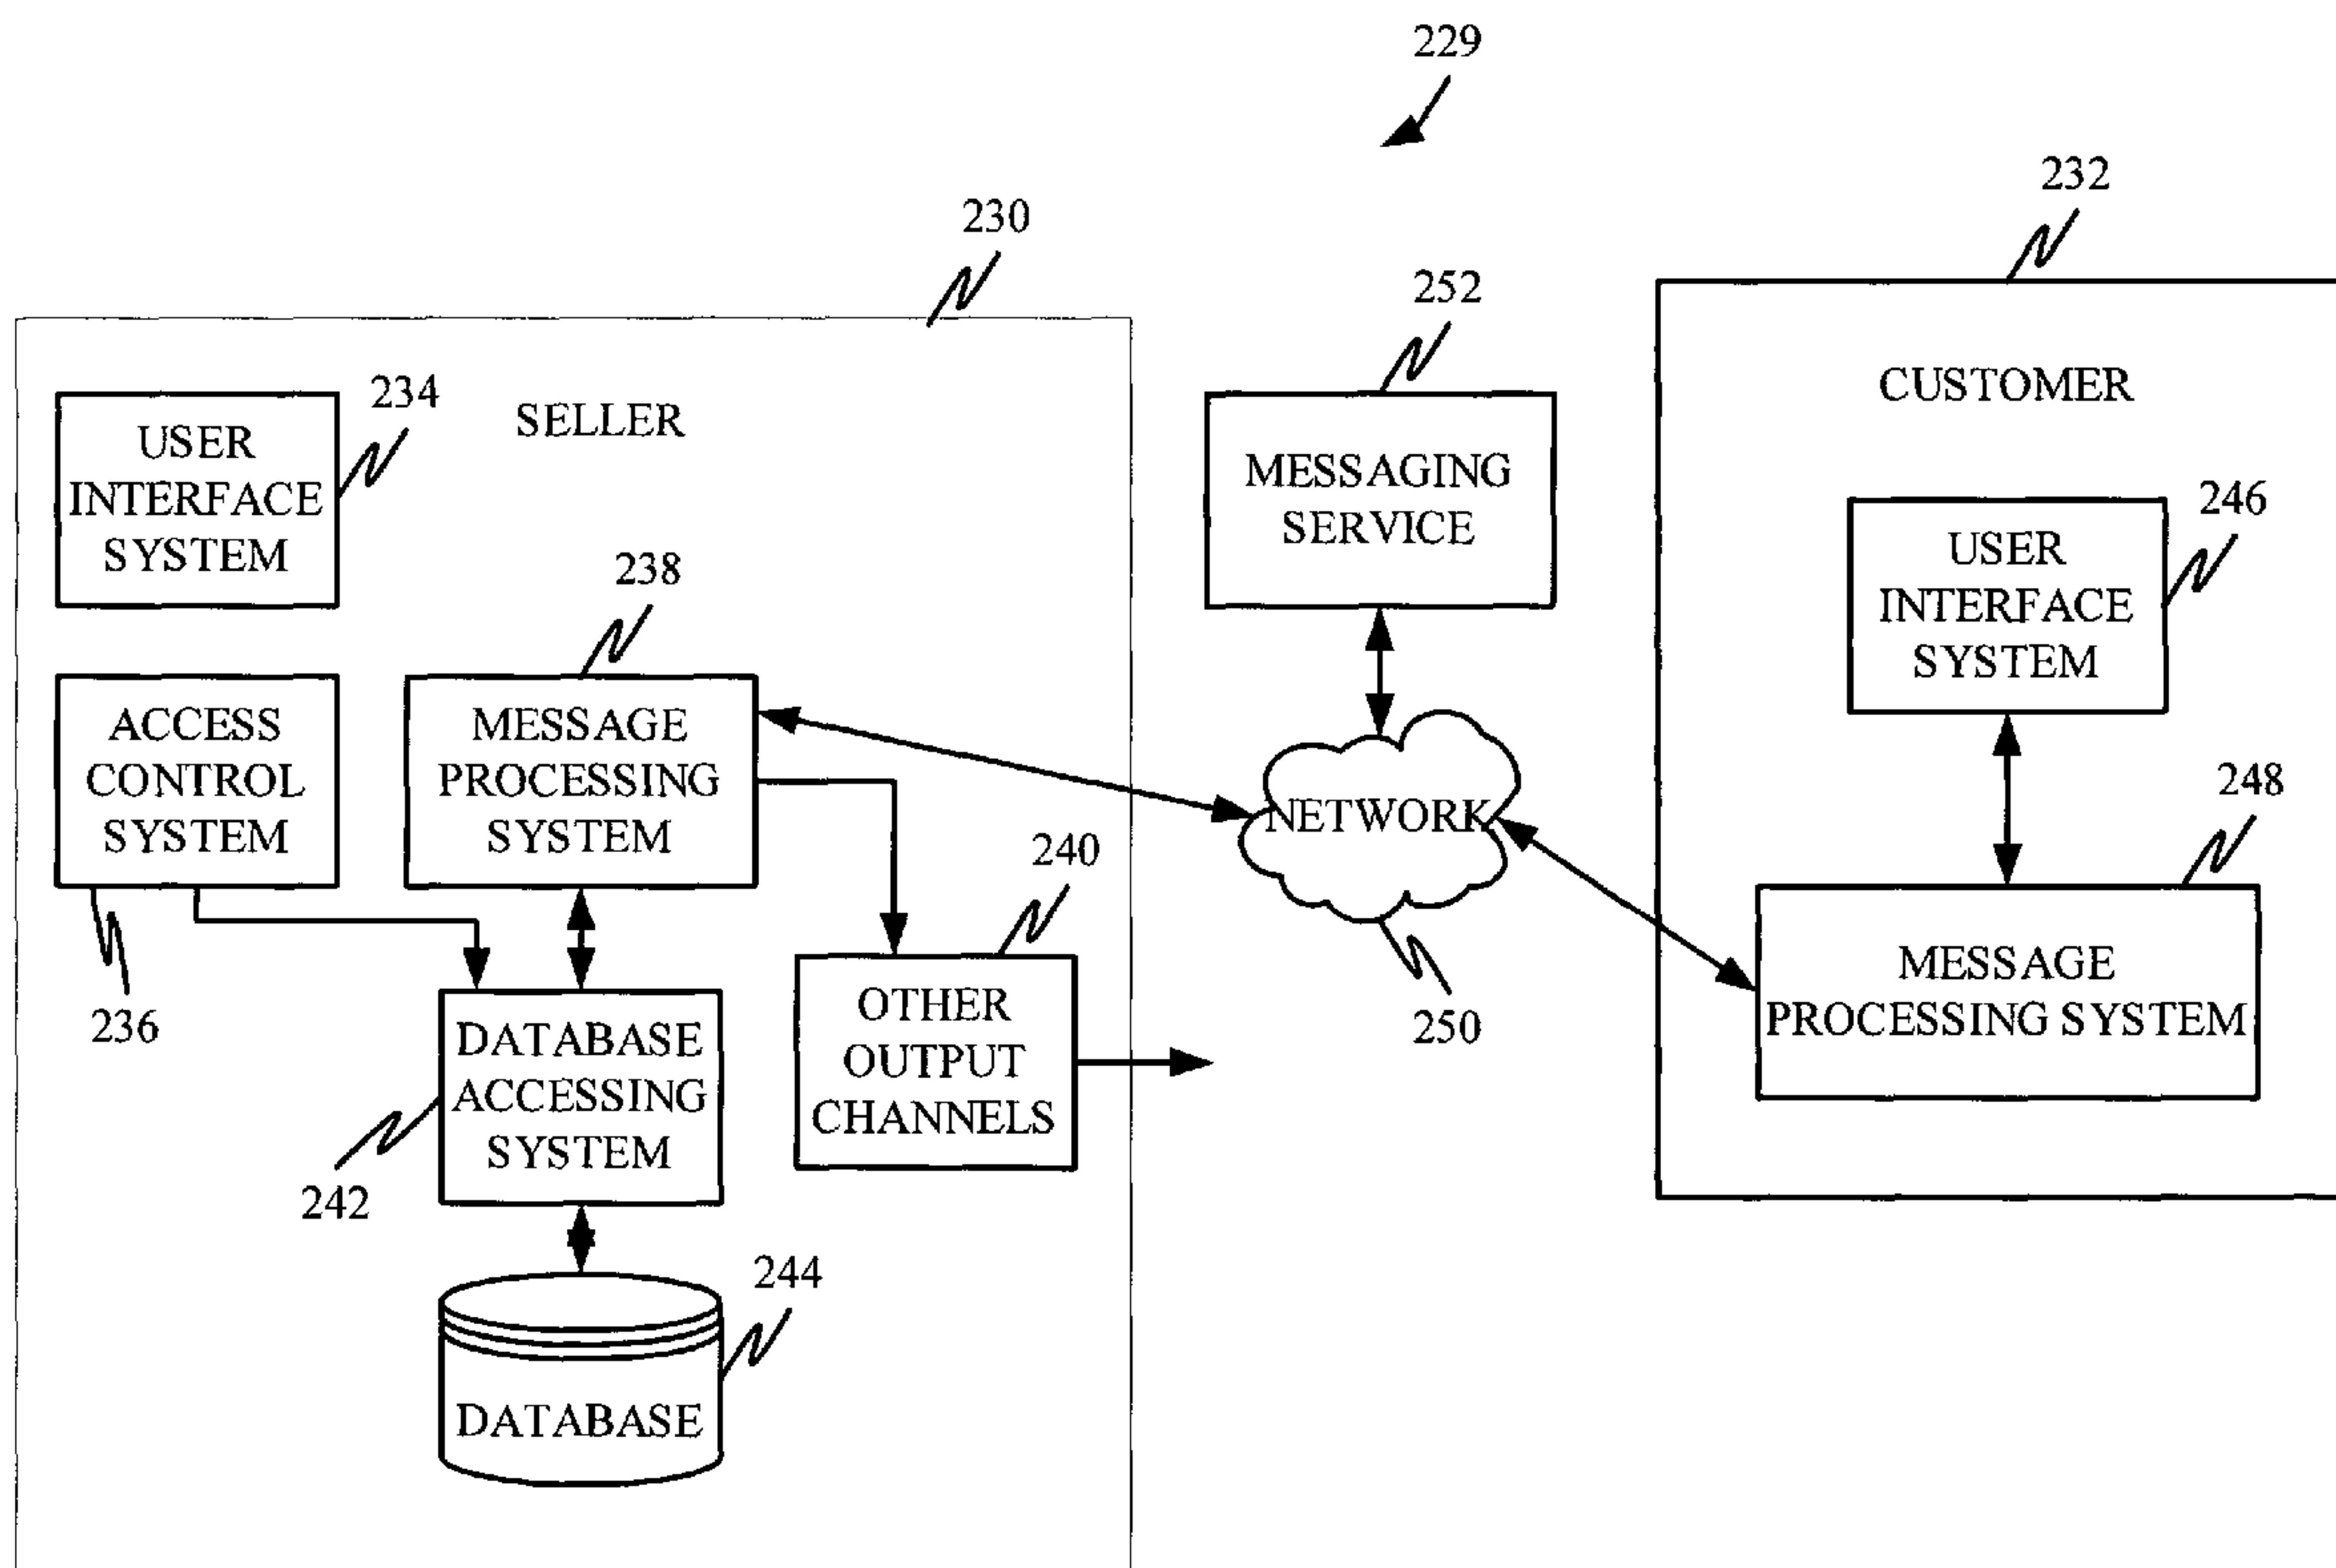 229
232
230
252
CUSTOMER
234
SELLER
USER
INTERFACE
SYSTEM
MESSAGING
SERVICE
246
USER
INTERFACE
SYSTEM
238
ACCESS
CONTROL
SYSTEM
MESSAGE
PROCESSING
SYSTEM
NETWORK
248
240
MESSAGE
PROCESSING SYSTEM
236
250
OTHER
OUTPUT
CHANNELS
DATABASE
ACCESSING
SYSTEM
242
244
DATABASE